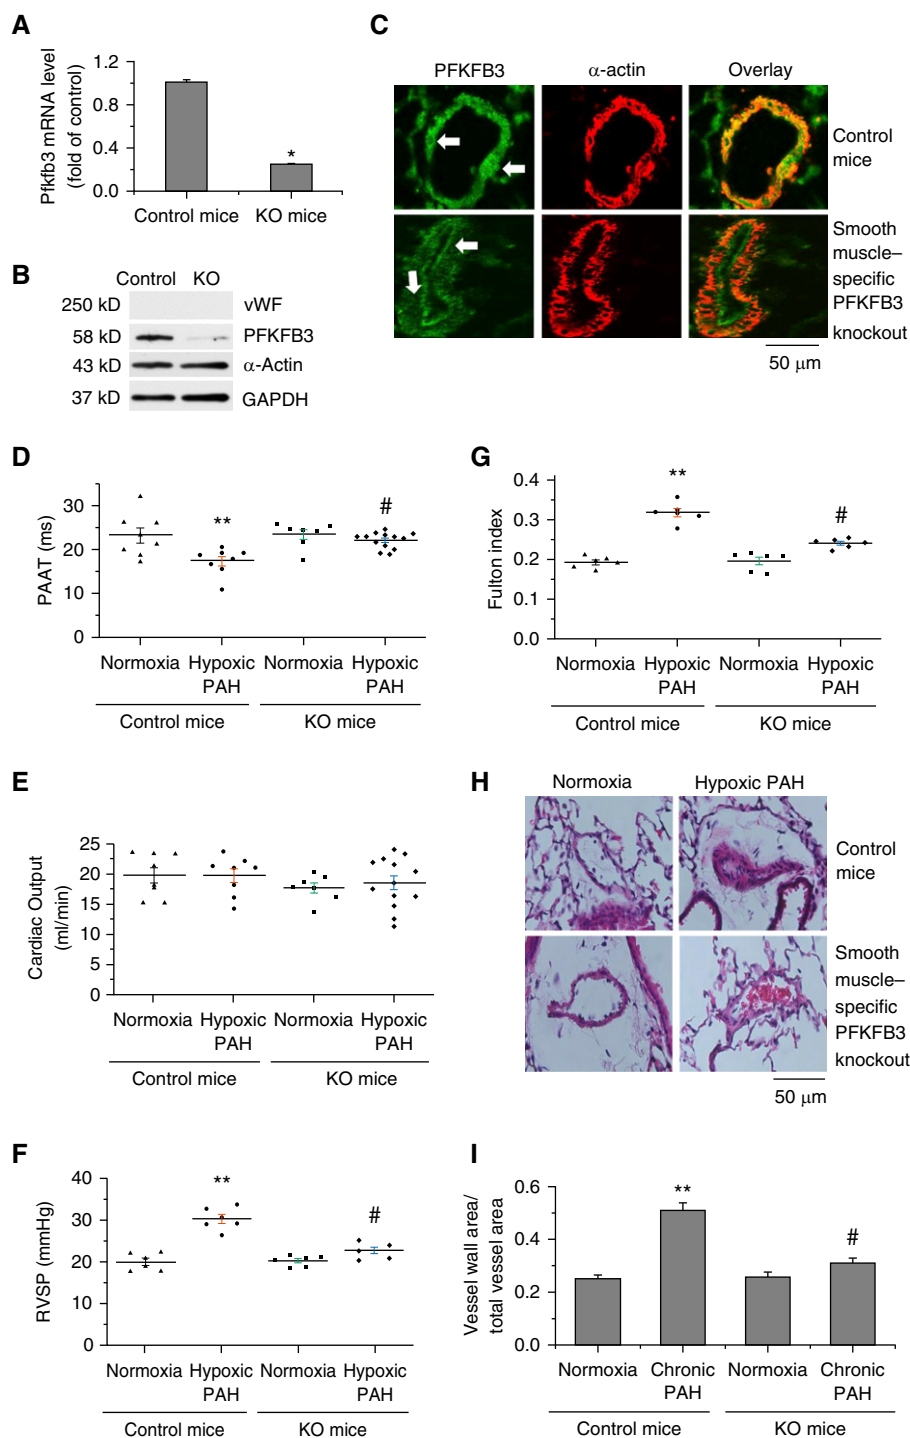 A
Pfkfb3 mRNA level
(fold of control)
1.2
0.8
0.4
0.0
*
Control mice
KO mice
B
Control KO
250 kD vWF
58 kD PFKFB3
43 kD α-Actin
37 kD GAPDH
C
PFKFB3 α-actin Overlay
Control
mice
Smooth
muscle–
specific
PFKFB3
knockout
50 μm
D
PAAT (ms)
30
20
10
0
**
#
Normoxia Hypoxic PAH Normoxia Hypoxic PAH
Control mice KO mice
E
Cardiac Output
(ml/min)
25
20
15
10
5
0
Normoxia Hypoxic PAH Normoxia Hypoxic PAH
Control mice KO mice
F
RVSP (mmHg)
40
30
20
10
0
**
#
Normoxia Hypoxic PAH Normoxia Hypoxic PAH
Control mice KO mice
G
Fulton index
0.4
0.3
0.2
0.1
0.0
**
#
Normoxia Hypoxic PAH Normoxia Hypoxic PAH
Control mice KO mice
H
Normoxia Hypoxic PAH
Control
mice
Smooth
muscle–
specific
PFKFB3
knockout
50 μm
I
Vessel wall area/
total vessel area
0.6
0.4
0.2
0.0
**
#
Normoxia Chronic PAH Normoxia Chronic PAH
Control mice KO mice